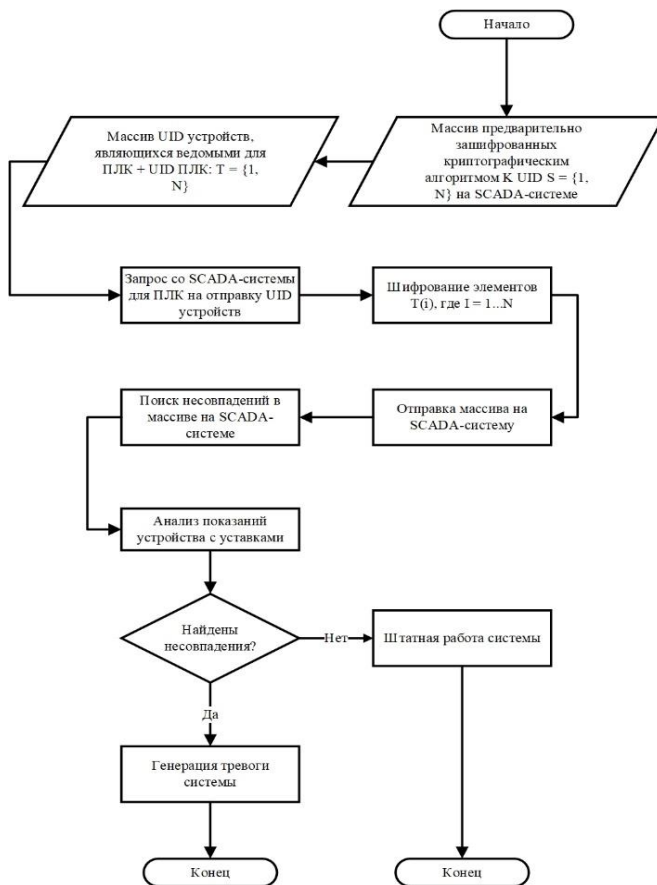 Начало
Массив предварительно
зашифрованных
криптографическим
алгоритмом K UID S = {1,
N} на SCADA-системе
Массив UID устройств,
являющихся ведомыми для
ПЛК + UID ПЛК: T = {1,
N}
Запрос со SCADA-системы
для ПЛК на отправку UID
устройств
Шифрование элементов
T(i), где I = 1...N
Отправка массива на
SCADA-систему
Поиск несовпадений в
массиве на SCADA-
системе
Анализ показаний
устройства с уставками
Найдены
несовпадения?
Нет
Штатная работа системы
Да
Генерация тревоги
системы
Конец
Конец